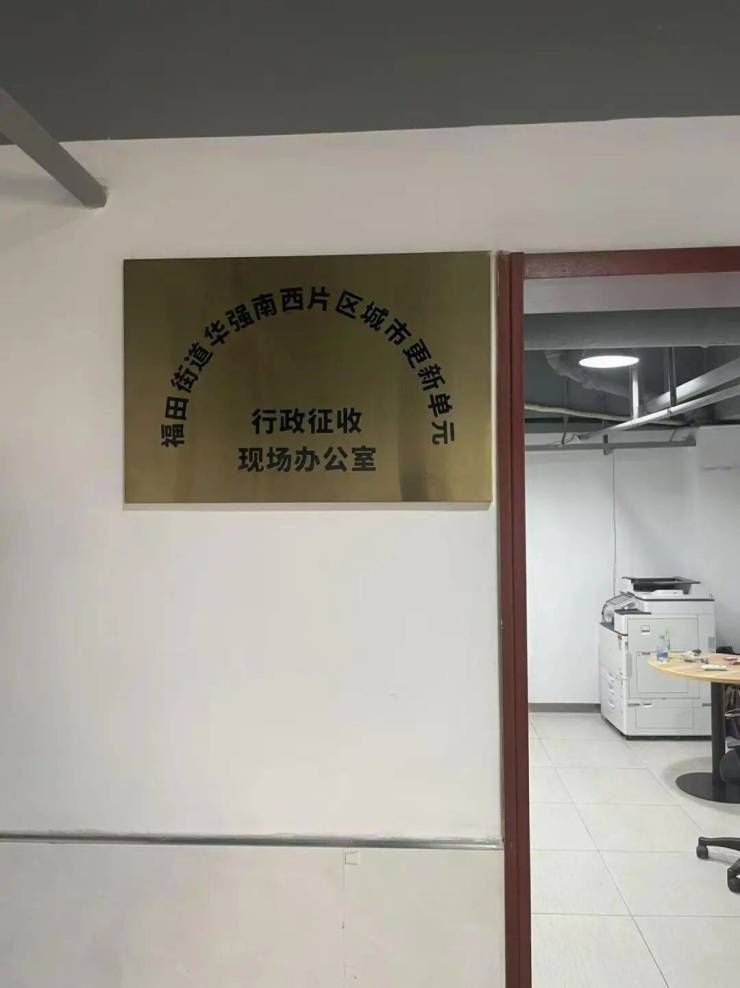 福田街道华强南西片区城市更新单元
行政征收
现场办公室